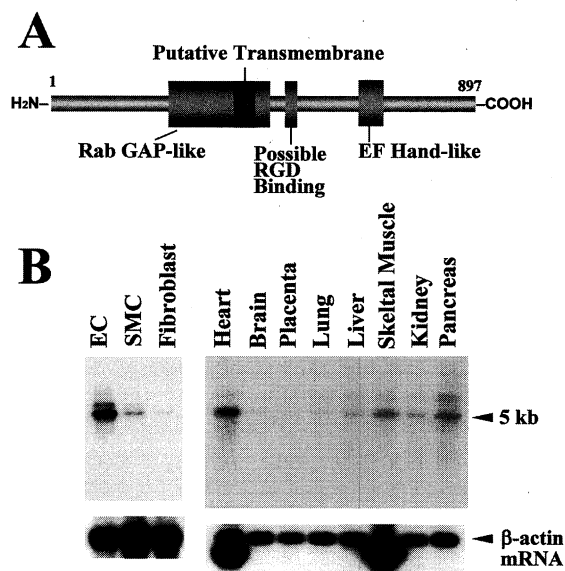 A
Putative Transmembrane
1
897
H2N
COOH
Rab GAP-like
Possible
RGD
Binding
EF Hand-like
B
EC
SMC
Fibroblast
Heart
Brain
Placenta
Lung
Liver
Skeltal Muscle
Kidney
Pancreas
5 kb
β-actin
mRNA